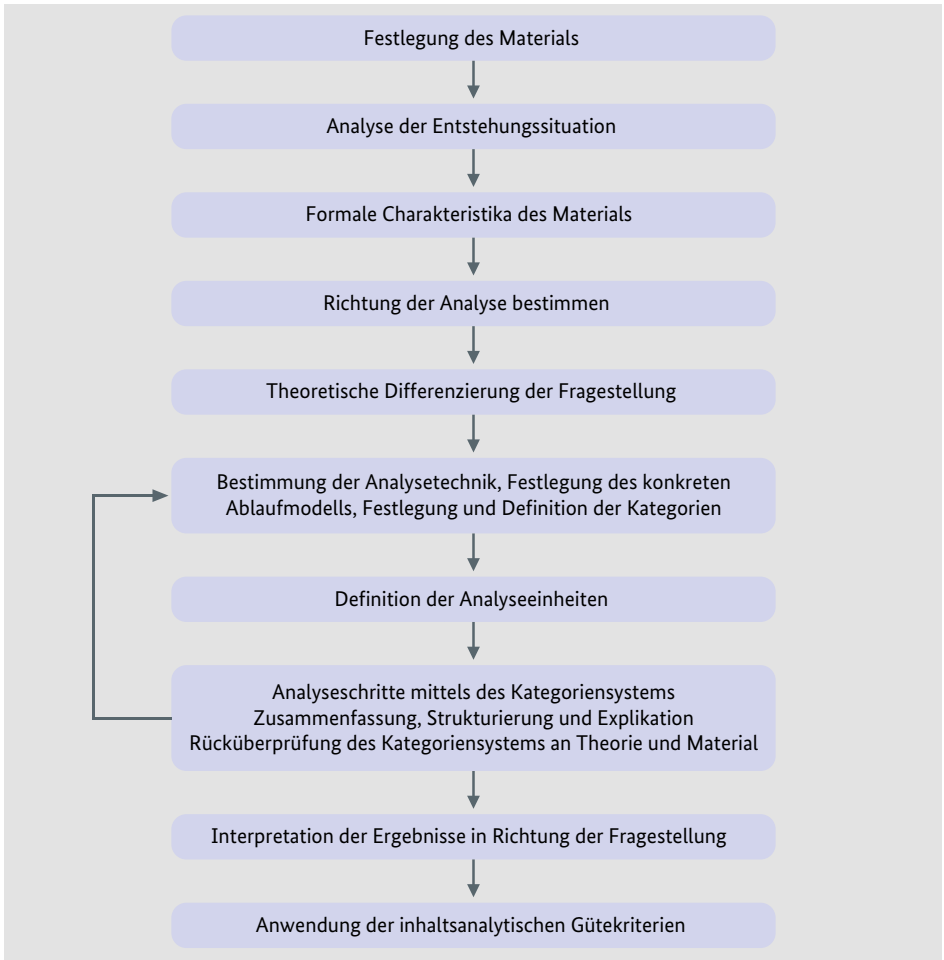 Festlegung des Materials
Analyse der Entstehungssituation
Formale Charakteristika des Materials
Richtung der Analyse bestimmen
Theoretische Differenzierung der Fragestellung
Bestimmung der Analysetechnik, Festlegung des konkreten
Ablaufmodells, Festlegung und Definition der Kategorien
Definition der Analyseeinheiten
Analyseschritte mittels des Kategoriensystems
Zusammenfassung, Strukturierung und Explikation
Rücküberprüfung des Kategoriensystems an Theorie und Material
Interpretation der Ergebnisse in Richtung der Fragestellung
Anwendung der inhaltsanalytischen Gütekriterien